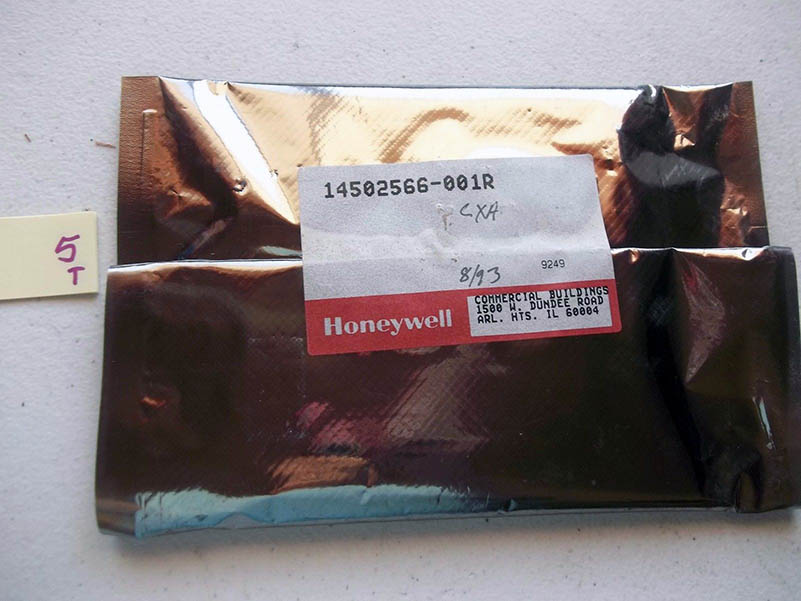 14502566-001R
CXA
8/93
9249
Honeywell
COMMERCIAL BUILDINGS
1500 W. DUNDEE ROAD
ARL. HTS. IL 60004
5
T